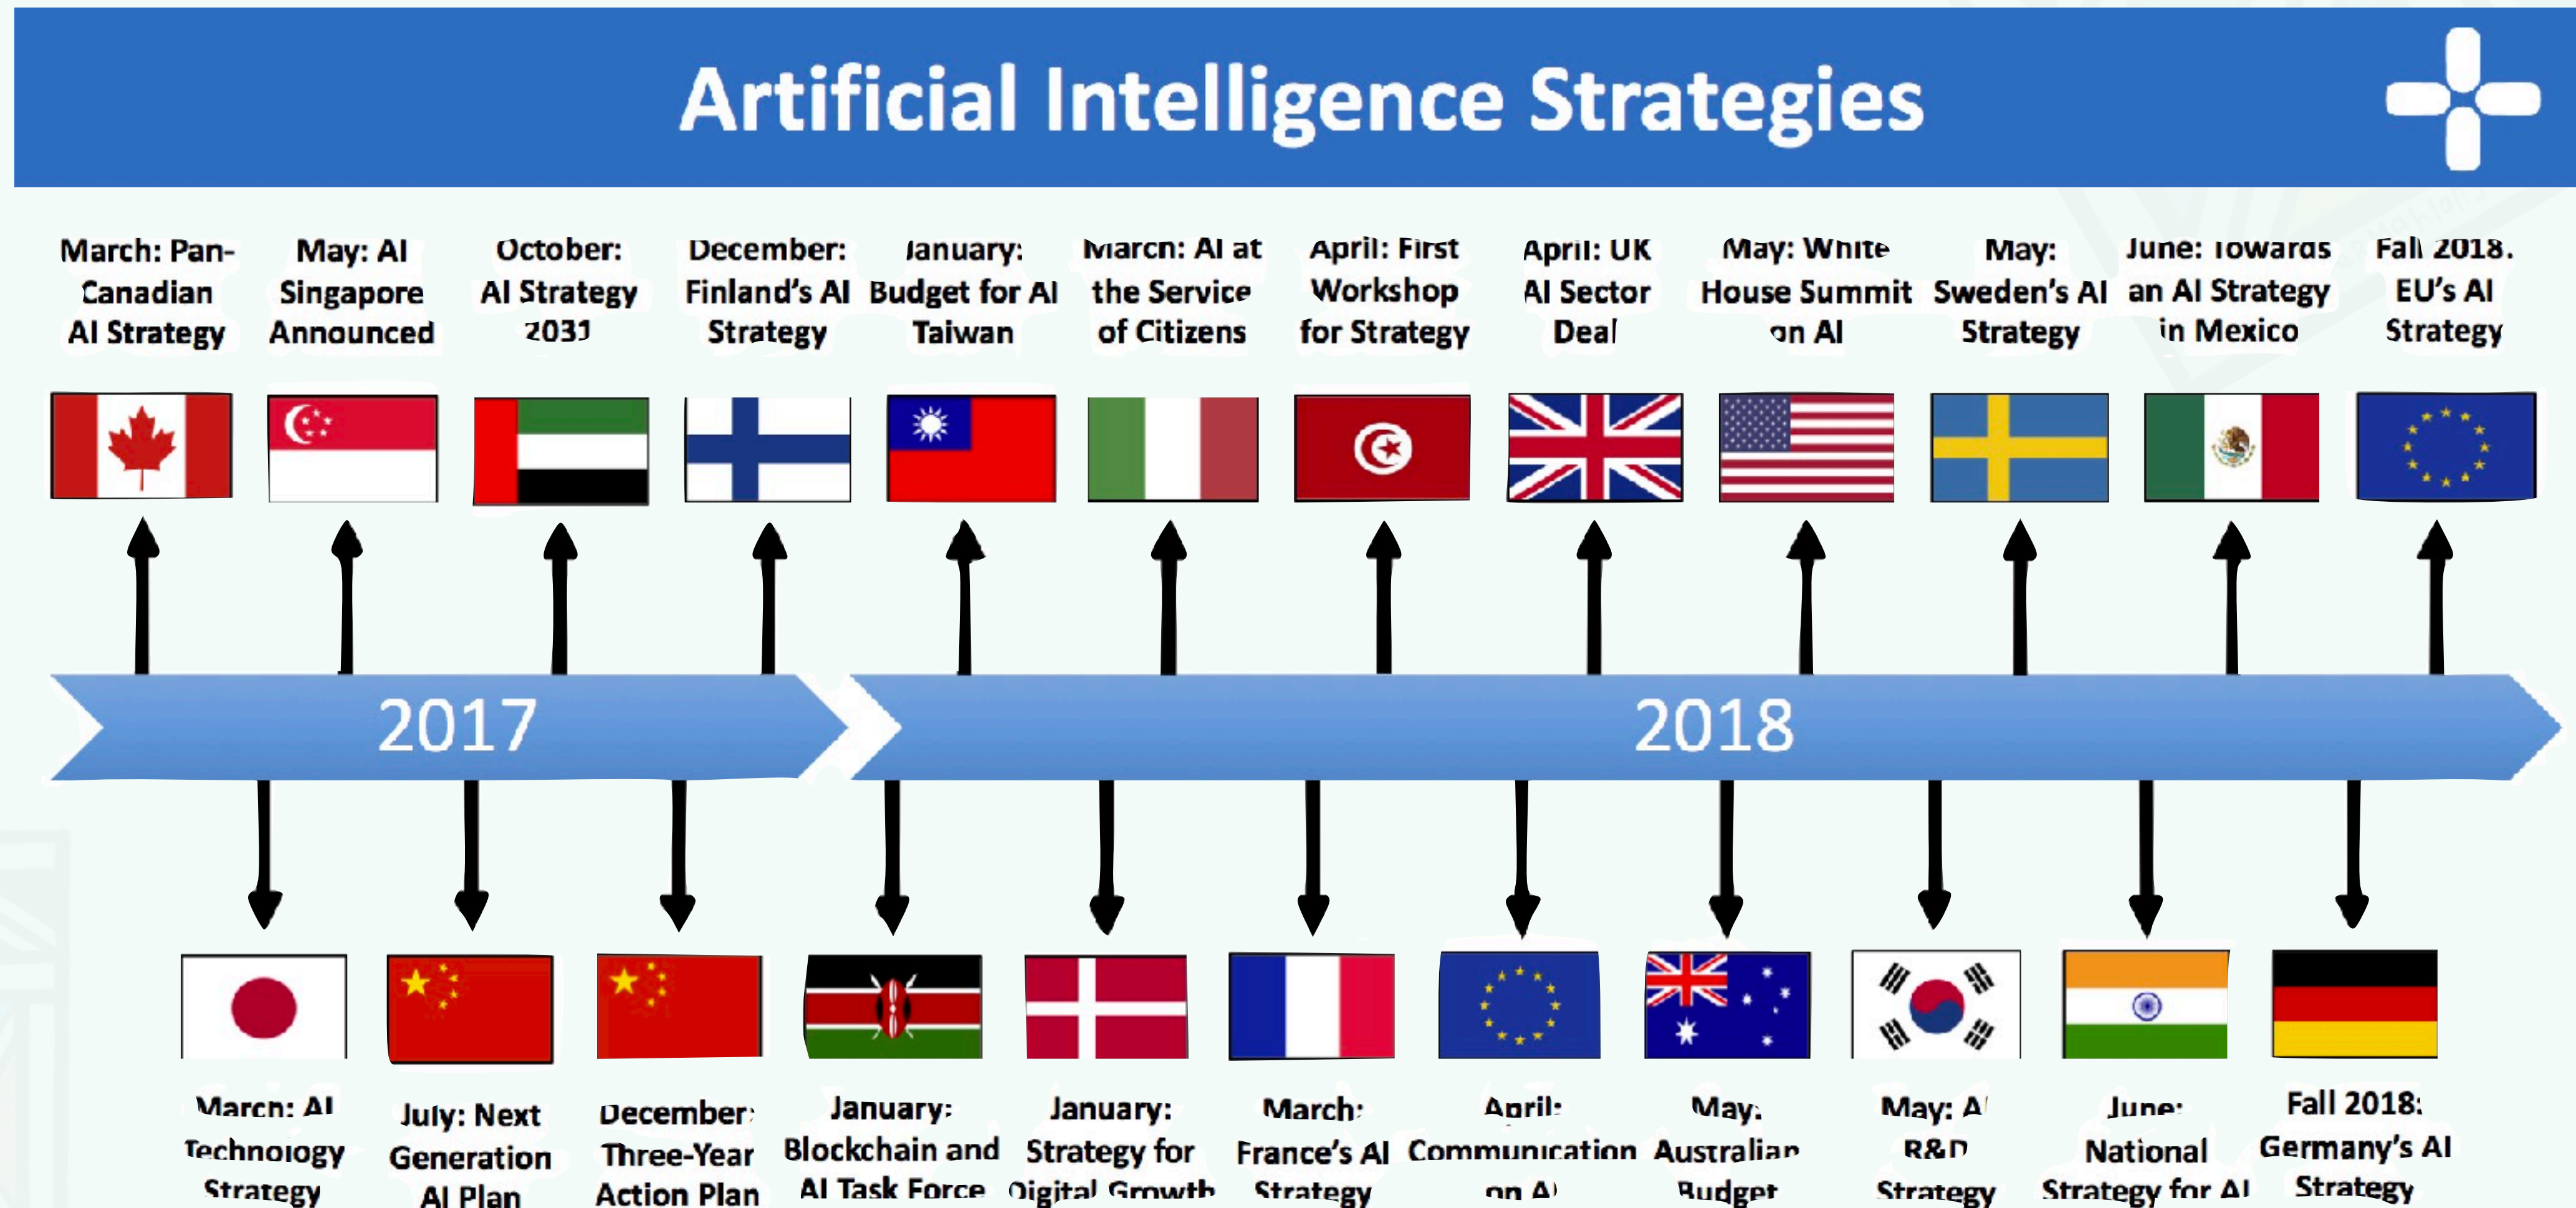 Artificial Intelligence Strategies
March: Pan-
Canadian
AI Strategy
May: AI
Singapore
Announced
October:
AI Strategy
2031
December:
Finland's AI
Strategy
January:
Budget for AI
Taiwan
March: AI at
the Service
of Citizens
April: First
Workshop
for Strategy
April: UK
AI Sector
Deal
May: White
House Summit
on AI
May:
Sweden's AI
Strategy
June: Towards
an AI Strategy
in Mexico
Fall 2018:
EU's AI
Strategy
2017
2018
March: AI
Technology
Strategy
July: Next
Generation
AI Plan
December:
Three-Year
Action Plan
January:
Blockchain and
AI Task Force
January:
Strategy for
Digital Growth
March:
France's AI
Strategy
April:
Communication
on AI
May:
Australian
Budget
May: AI
R&D
Strategy
June:
National
Strategy for AI
Fall 2018:
Germany's AI
Strategy